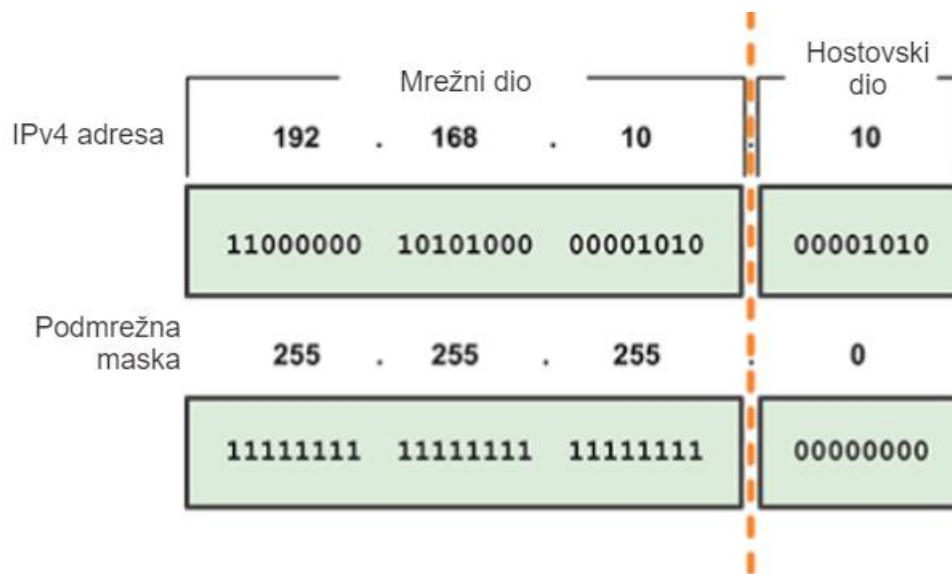 Mrežni dio
Hostovski
dio
IPv4 adresa
192 . 168 . 10 . 10
11000000 10101000 00001010 00001010
Podmrežna
maska
255 . 255 . 255 . 0
11111111 11111111 11111111 00000000